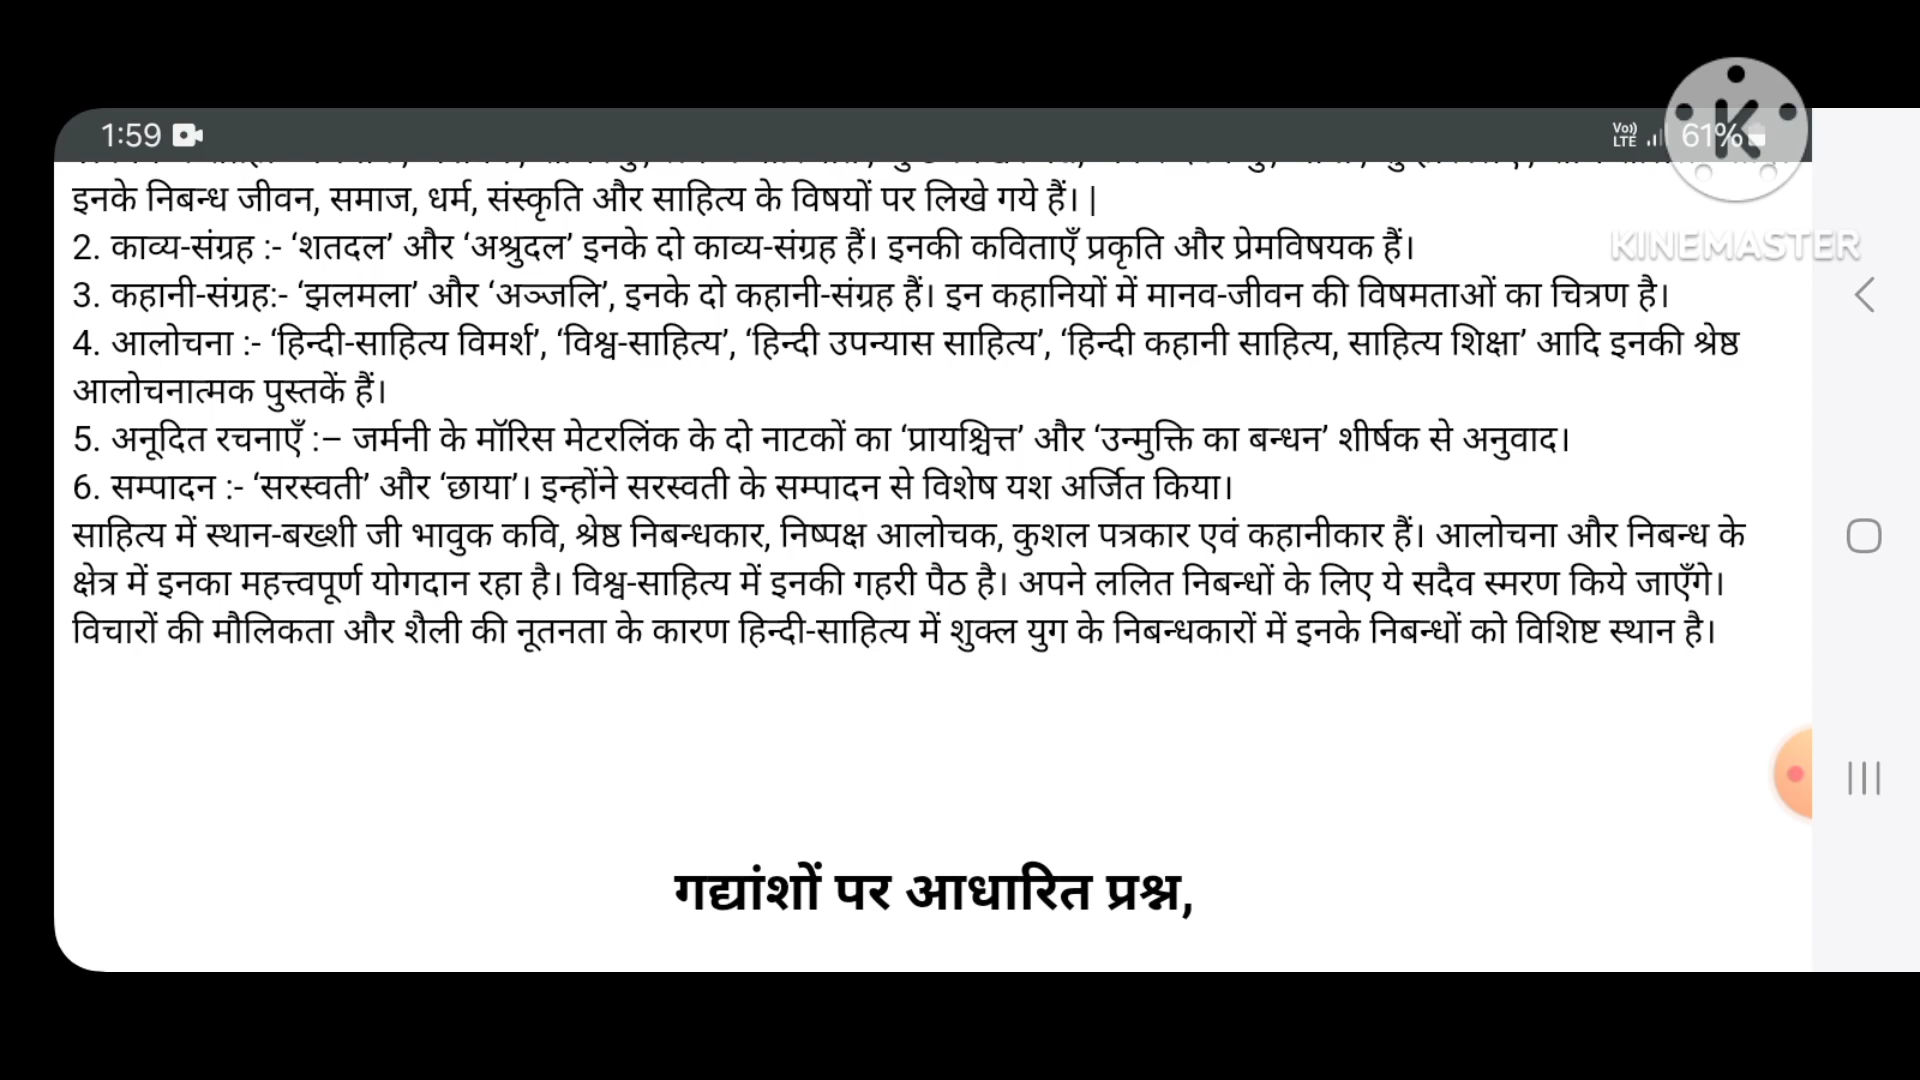 1:59
Vo)) LTE 61%
KINEMASTER
इनके निबन्ध जीवन, समाज, धर्म, संस्कृति और साहित्य के विषयों पर लिखे गये हैं। |
2. काव्य-संग्रह :- ‘शतदल’ और ‘अश्रुदल’ इनके दो काव्य-संग्रह हैं। इनकी कविताएँ प्रकृति और प्रेमविषयक हैं।
3. कहानी-संग्रह:- ‘झलमला’ और ‘अञ्जलि’, इनके दो कहानी-संग्रह हैं। इन कहानियों में मानव-जीवन की विषमताओं का चित्रण है।
4. आलोचना :- ‘हिन्दी-साहित्य विमर्श’, ‘विश्व-साहित्य’, ‘हिन्दी उपन्यास साहित्य’, ‘हिन्दी कहानी साहित्य, साहित्य शिक्षा’ आदि इनकी श्रेष्ठ
आलोचनात्मक पुस्तकें हैं।
5. अनूदित रचनाएँ :– जर्मनी के मॉरिस मेटरलिंक के दो नाटकों का ‘प्रायश्चित्त’ और ‘उन्मुक्ति का बन्धन’ शीर्षक से अनुवाद।
6. सम्पादन :- ‘सरस्वती’ और ‘छाया’। इन्होंने सरस्वती के सम्पादन से विशेष यश अर्जित किया।
साहित्य में स्थान-बख्शी जी भावुक कवि, श्रेष्ठ निबन्धकार, निष्पक्ष आलोचक, कुशल पत्रकार एवं कहानीकार हैं। आलोचना और निबन्ध के
क्षेत्र में इनका महत्त्वपूर्ण योगदान रहा है। विश्व-साहित्य में इनकी गहरी पैठ है। अपने ललित निबन्धों के लिए ये सदैव स्मरण किये जाएँगे।
विचारों की मौलिकता और शैली की नूतनता के कारण हिन्दी-साहित्य में शुक्ल युग के निबन्धकारों में इनके निबन्धों को विशिष्ट स्थान है।
गद्यांशों पर आधारित प्रश्न,